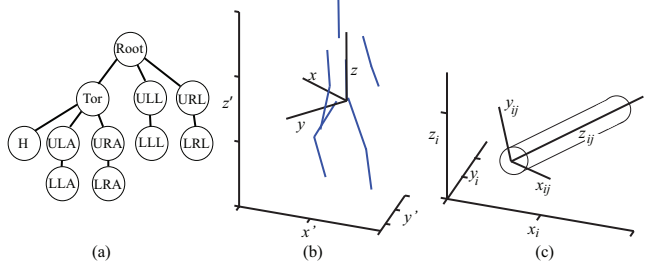 Root
Tor ULL URL
H ULA URA LLL LRL
LLA LRA
(a)
z'
x
y
z
x'
y'
(b)
z_i
y_i
x_i
y_ij
z_ij
x_ij
(c)